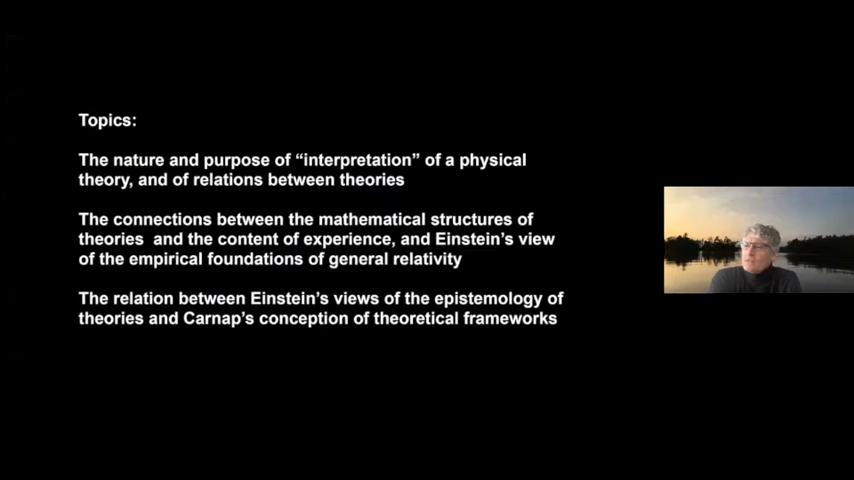 Topics:
The nature and purpose of “interpretation” of a physical
theory, and of relations between theories
The connections between the mathematical structures of
theories and the content of experience, and Einstein’s view
of the empirical foundations of general relativity
The relation between Einstein’s views of the epistemology of
theories and Carnap’s conception of theoretical frameworks